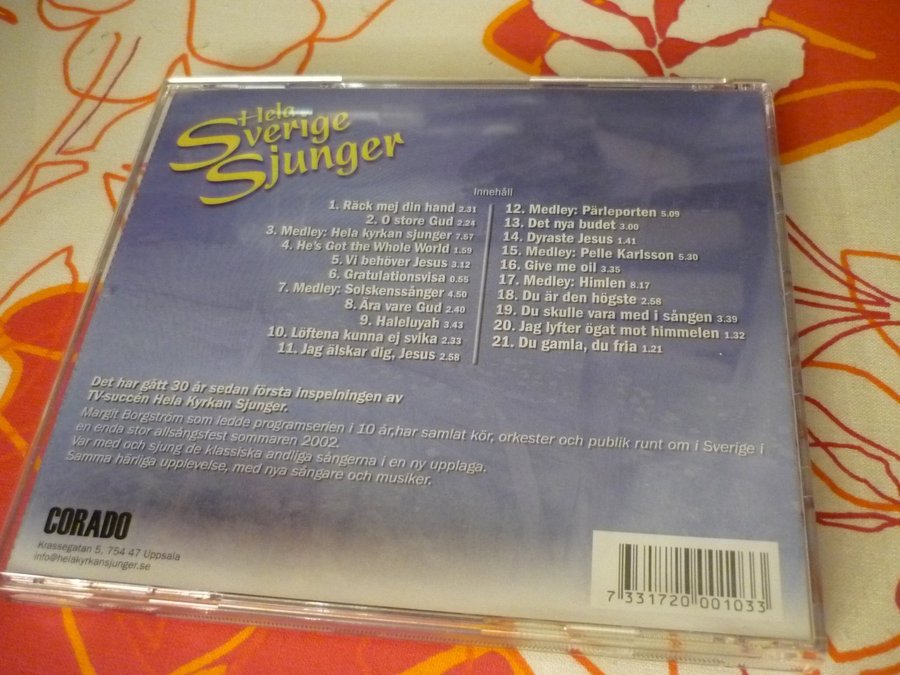 Hela
Sverige
Sjunger
Innehåll
1. Räck mej din hand 2.31
2. O store Gud 2.24
3. Medley: Hela kyrkan sjunger 7.57
4. He's Got the Whole World 1.59
5. Vi behöver Jesus 3.12
6. Gratulationsvisa 0.55
7. Medley: Solskenssånger 4.50
8. Ära vare Gud 2.40
9. Haleluyah 3.43
10. Löftena kunna ej svika 2.33
11. Jag älskar dig, Jesus 2.58
12. Medley: Pärleporten 5.09
13. Det nya budet 3.00
14. Dyraste Jesus 1.41
15. Medley: Pelle Karlsson 5.30
16. Give me oil 3.35
17. Medley: Himlen 8.17
18. Du är den högste 2.58
19. Du skulle vara med i sången 3.39
20. Jag lyfter ögat mot himmelen 1.32
21. Du gamla, du fria 1.21
Det har gått 30 år sedan första inspelningen av
TV-succén Hela Kyrkan Sjunger.
Margit Borgström som ledde programserien i 10 år,har samlat kör, orkester och publik runt om i Sverige i
en enda stor allsångsfest sommaren 2002.
Var med och sjung de klassiska andliga sångerna i en ny upplaga.
Samma härliga upplevelse, med nya sångare och musiker.
CORADO
Krassegatan 5, 754 47 Uppsala
info@helakyrkansjunger.se
7 331720 001033